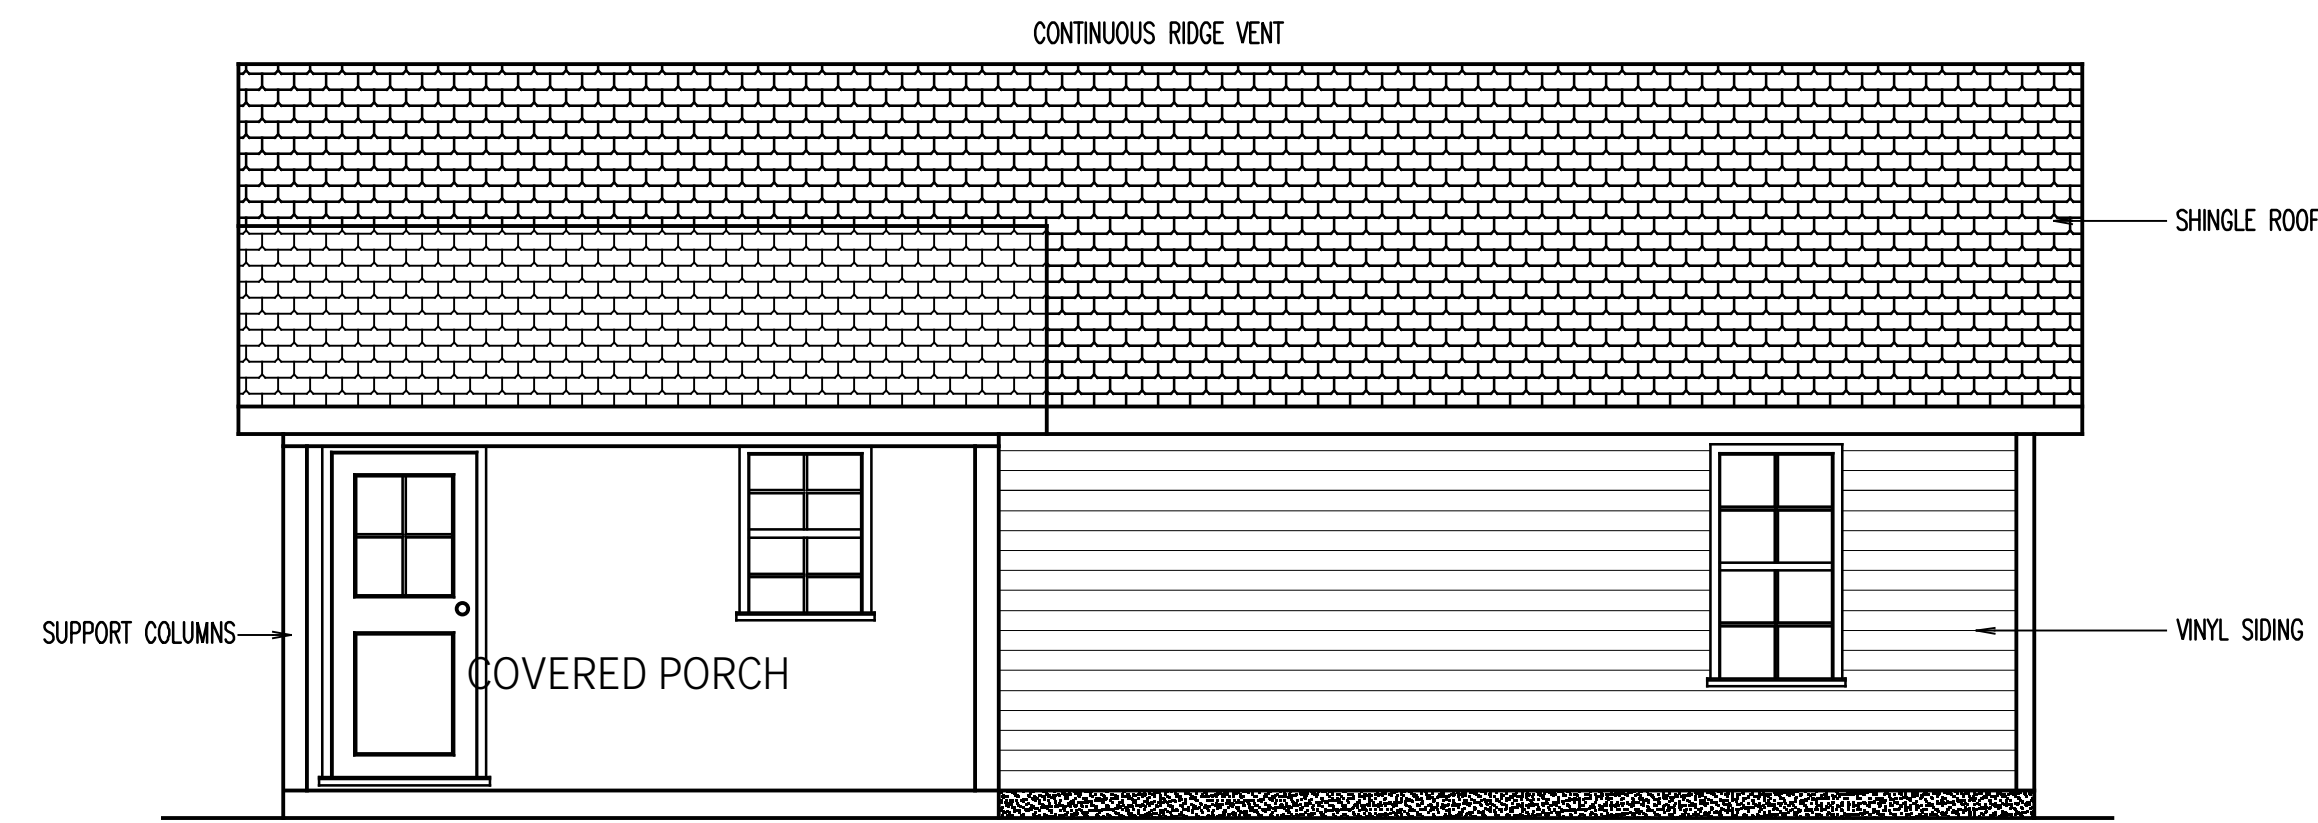 CONTINUOUS RIDGE VENT
SHINGLE ROOF
SUPPORT COLUMNS
COVERED PORCH
VINYL SIDING